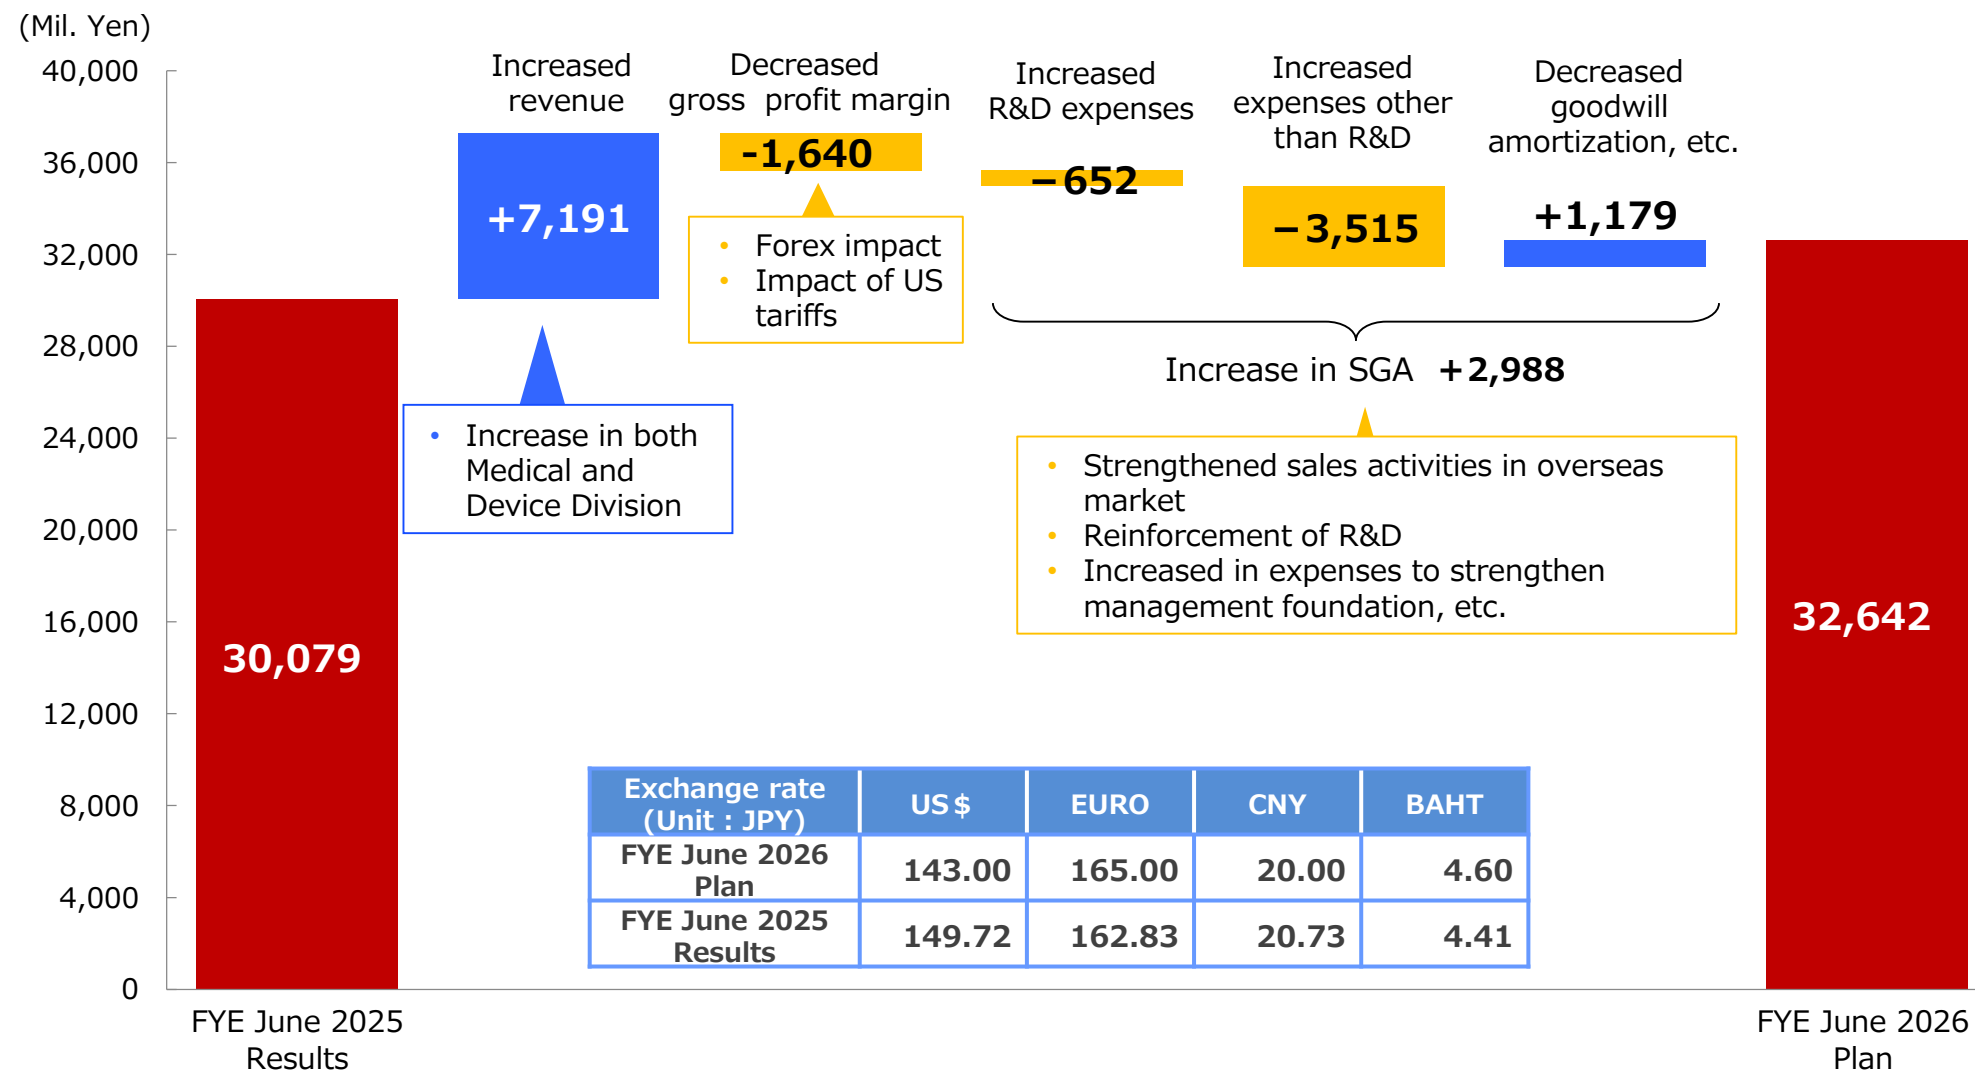 (Mil. Yen)
40,000
36,000
32,000
28,000
24,000
20,000
16,000
12,000
8,000
4,000
0
Increased
revenue
+7,191
Decreased
gross profit margin
-1,640
Increased
R&D expenses
−652
Increased
expenses other
than R&D
−3,515
Decreased
goodwill
amortization, etc.
+1,179
• Forex impact
• Impact of US
tariffs
Increase in SGA +2,988
• Increase in both
Medical and
Device Division
• Strengthened sales activities in overseas
market
• Reinforcement of R&D
• Increased in expenses to strengthen
management foundation, etc.
30,079
32,642
Exchange rate
(Unit : JPY)
US$ EURO CNY BAHT
FYE June 2026
Plan
143.00 165.00 20.00 4.60
FYE June 2025
Results
149.72 162.83 20.73 4.41
FYE June 2025
Results
FYE June 2026
Plan